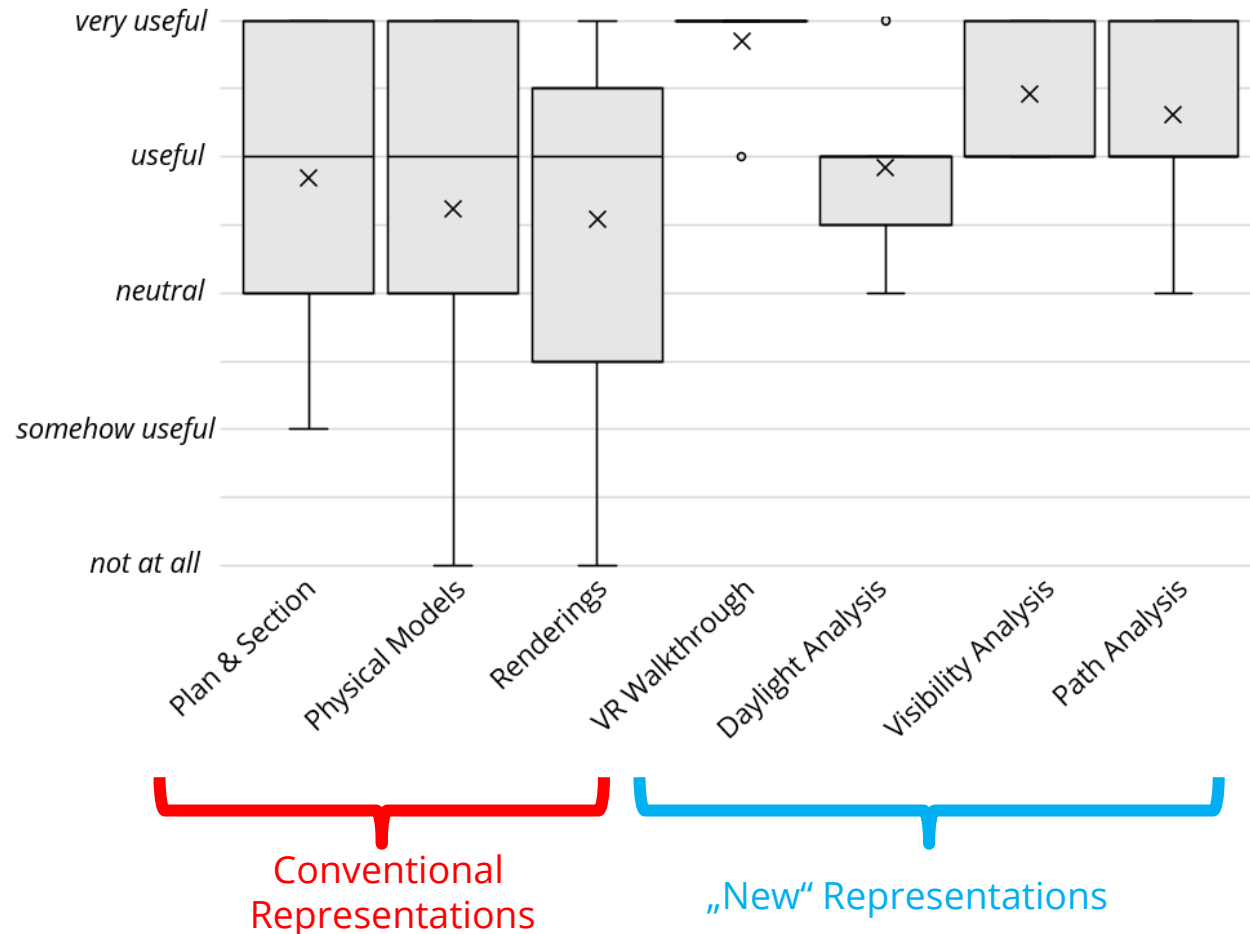 very useful
useful
neutral
somehow useful
not at all
Plan & Section
Physical Models
Renderings
VR Walkthrough
Daylight Analysis
Visibility Analysis
Path Analysis
Conventional
Representations
„New“ Representations